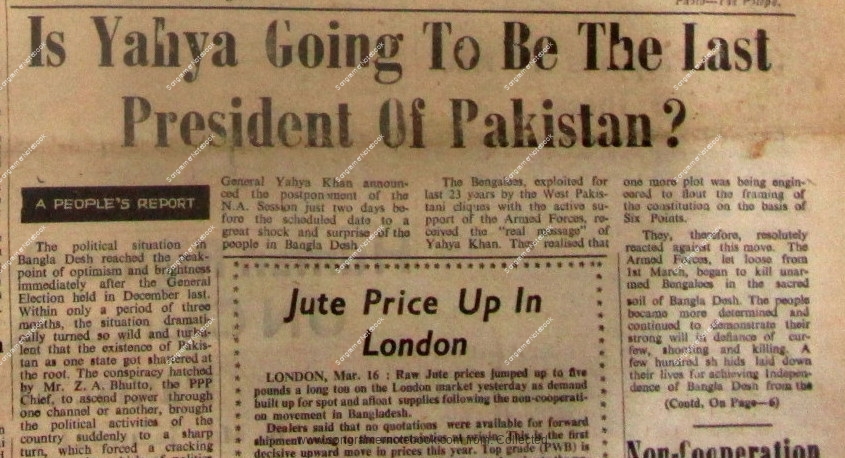 Is Yahya Going To Be The Last
President Of Pakistan?
A PEOPLE'S REPORT
The political situation in
Bangla Desh reached the peak-
point of optimism and brightness
immediately after the General
Election held in December last.
Within only a period of three
months, the situation dramati-
cally turned so wild and turbu-
lent that the existence of Pakis-
tan as one state got shattered at
the root. The conspiracy hatched
by Mr. Z. A. Bhutto, the PPP
Chief, to ascend power through
one channel or another, brought
the political activities of the
country suddenly to a sharp
turn, which forced a cracking
General Yahya Khan announ-
ced the postponement of the
N.A. Session just two days be-
fore the scheduled date to a
great shock and surprise of the
people in Bangla Desh
The Bengalees, exploited for
last 23 years by the West Pakis-
tani cliques with the active su-
pport of the Armed Forces, re-
ceived the "real message" of
Yahya Khan. They realised that
one more plot was being engin-
eered to flout the framing of
the constitution on the basis of
Six Points.
They, therefore, resolutely
reacted against this move. The
Armed Forces, let loose from
1st March, began to kill unar-
med Bengalees in the sacred
soil of Bangla Desh. The people
became more determined and
continued to demonstrate their
strong will in defiance of cur-
few, shooting and killing. A
few hundred sh hids laid down
their lives for achieving Indepen-
dence of Bangla Desh from the
(Contd. On Page—6)
Jute Price Up In
London
LONDON, Mar. 16 : Raw Jute prices jumped up to five
pounds a long ton on the London market yesterday as demand
built up for spot and afloat supplies following the non-cooperati-
on movement in Bangladesh.
Dealers said that no quotations were available for forward
shipment owing to the This is the first
decisive upward move in prices this year. Top grade (PWB) is
Non-Cooperation
Songramernotebook